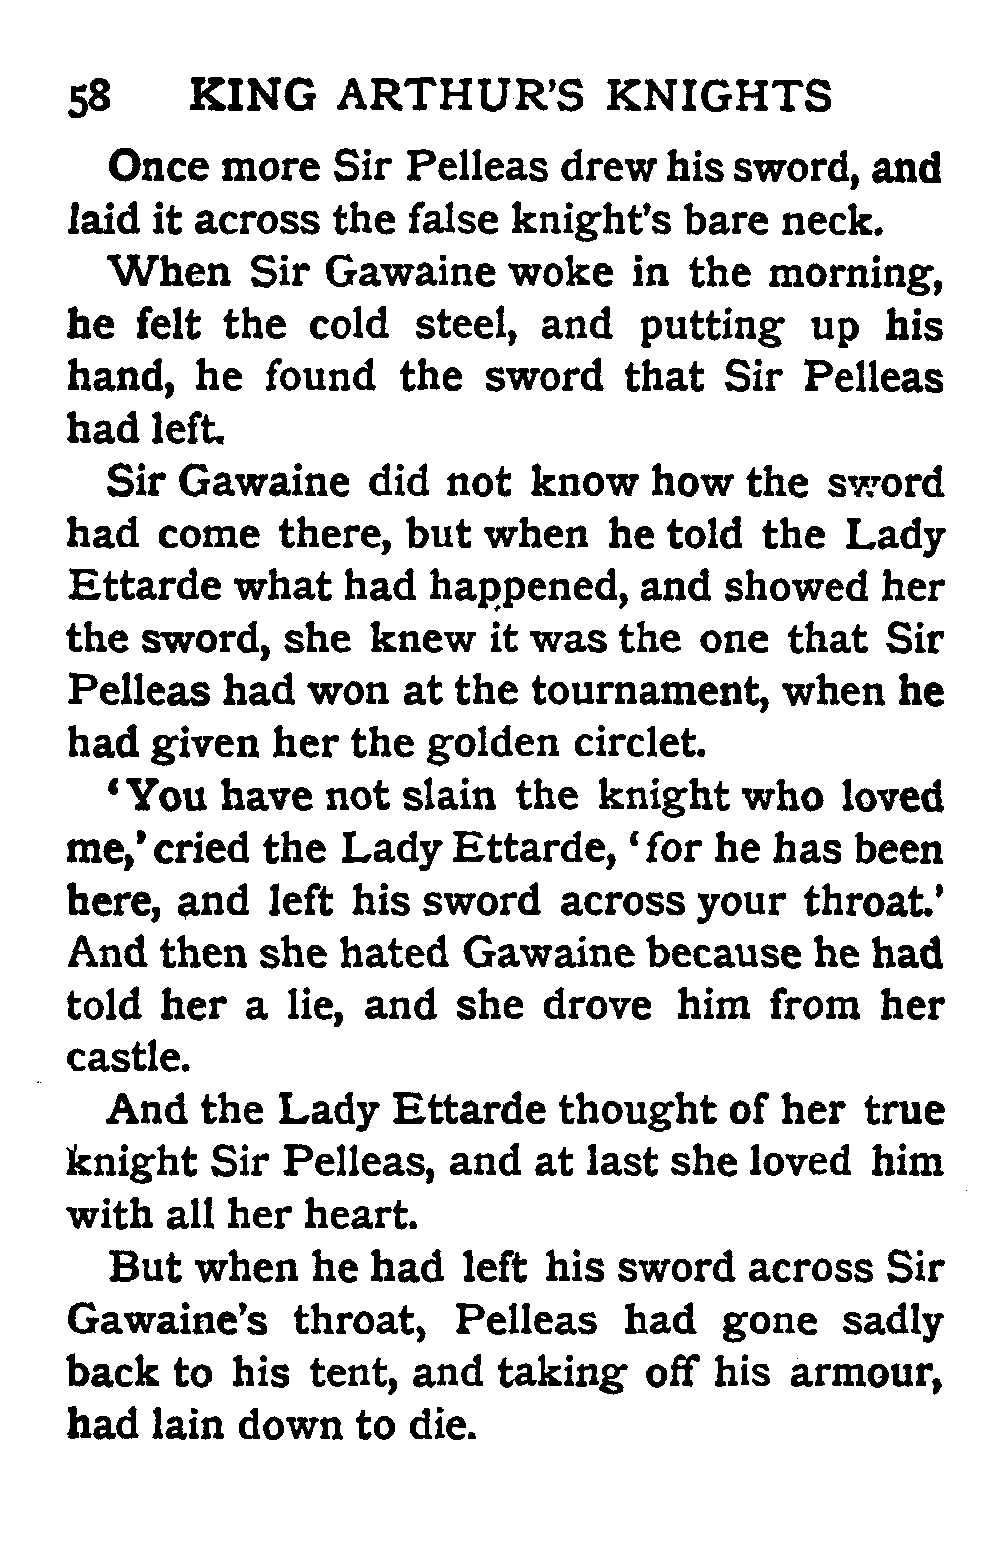 58 KING ARTHUR'S KNIGHTS
Once more Sir Pelleas drew his sword, and
laid it across the false knight's bare neck.
When Sir Gawaine woke in the morning,
he felt the cold steel, and putting up his
hand, he found the sword that Sir Pelleas
had left.
Sir Gawaine did not know how the sword
had come there, but when he told the Lady
Ettarde what had happened, and showed her
the sword, she knew it was the one that Sir
Pelleas had won at the tournament, when he
had given her the golden circlet.
‘You have not slain the knight who loved
me,’ cried the Lady Ettarde, ‘for he has been
here, and left his sword across your throat.’
And then she hated Gawaine because he had
told her a lie, and she drove him from her
castle.
And the Lady Ettarde thought of her true
knight Sir Pelleas, and at last she loved him
with all her heart.
But when he had left his sword across Sir
Gawaine's throat, Pelleas had gone sadly
back to his tent, and taking off his armour,
had lain down to die.